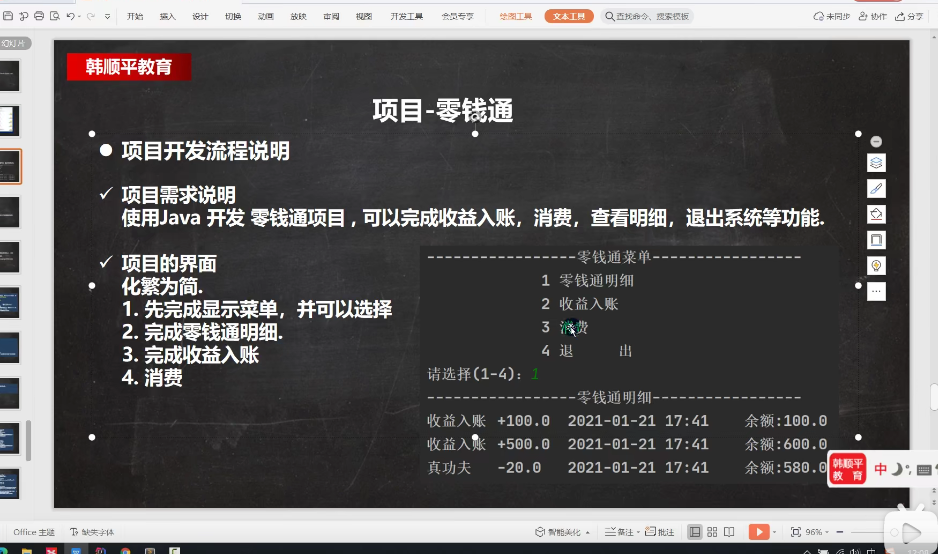 开始 插入 设计 切换 动画 放映 审阅 视图 开发工具 会员专享 绘图工具 文本工具 查找命令、搜索模板 未同步 协作 分享
幻灯片
韩顺平教育
项目-零钱通
● 项目开发流程说明
✓ 项目需求说明
使用Java 开发 零钱通项目 , 可以完成收益入账，消费，查看明细，退出系统等功能.
✓ 项目的界面
化繁为简.
1. 先完成显示菜单，并可以选择
2. 完成零钱通明细.
3. 完成收益入账
4. 消费
-----------------零钱通菜单-----------------
1 零钱通明细
2 收益入账
3 消费
4 退 出
请选择(1-4): 1
-----------------零钱通明细-----------------
收益入账 +100.0 2021-01-21 17:41 余额:100.0
收益入账 +500.0 2021-01-21 17:41 余额:600.0
真功夫 -20.0 2021-01-21 17:41 余额:580.0
韩顺平
教 育
中
Office 主题 缺失字体 智能美化 备注 批注 96%